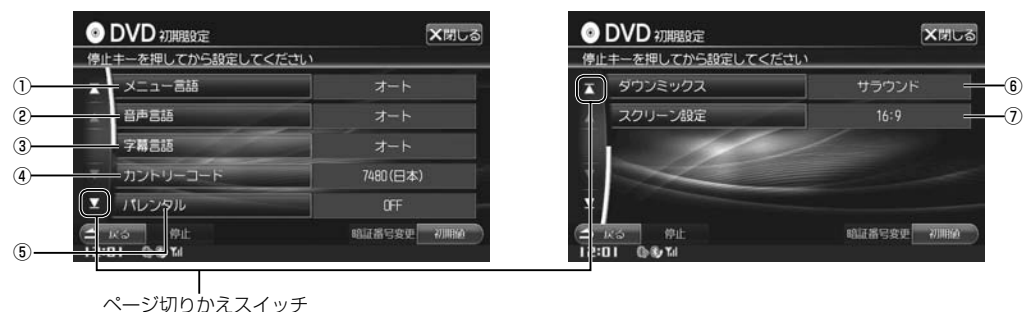 DVD 初期設定
×閉じる
停止キーを押してから設定してください
① メニュー言語 オート
② 音声言語 オート
③ 字幕言語 オート
④ カントリーコード 7480(日本)
⑤ パレンタル OFF
戻る 停止 暗証番号変更 初期値
12:01
DVD 初期設定
×閉じる
停止キーを押してから設定してください
ダウンミックス サラウンド ⑥
スクリーン設定 16:9 ⑦
戻る 停止 暗証番号変更 初期値
12:01
ページ切りかえスイッチ